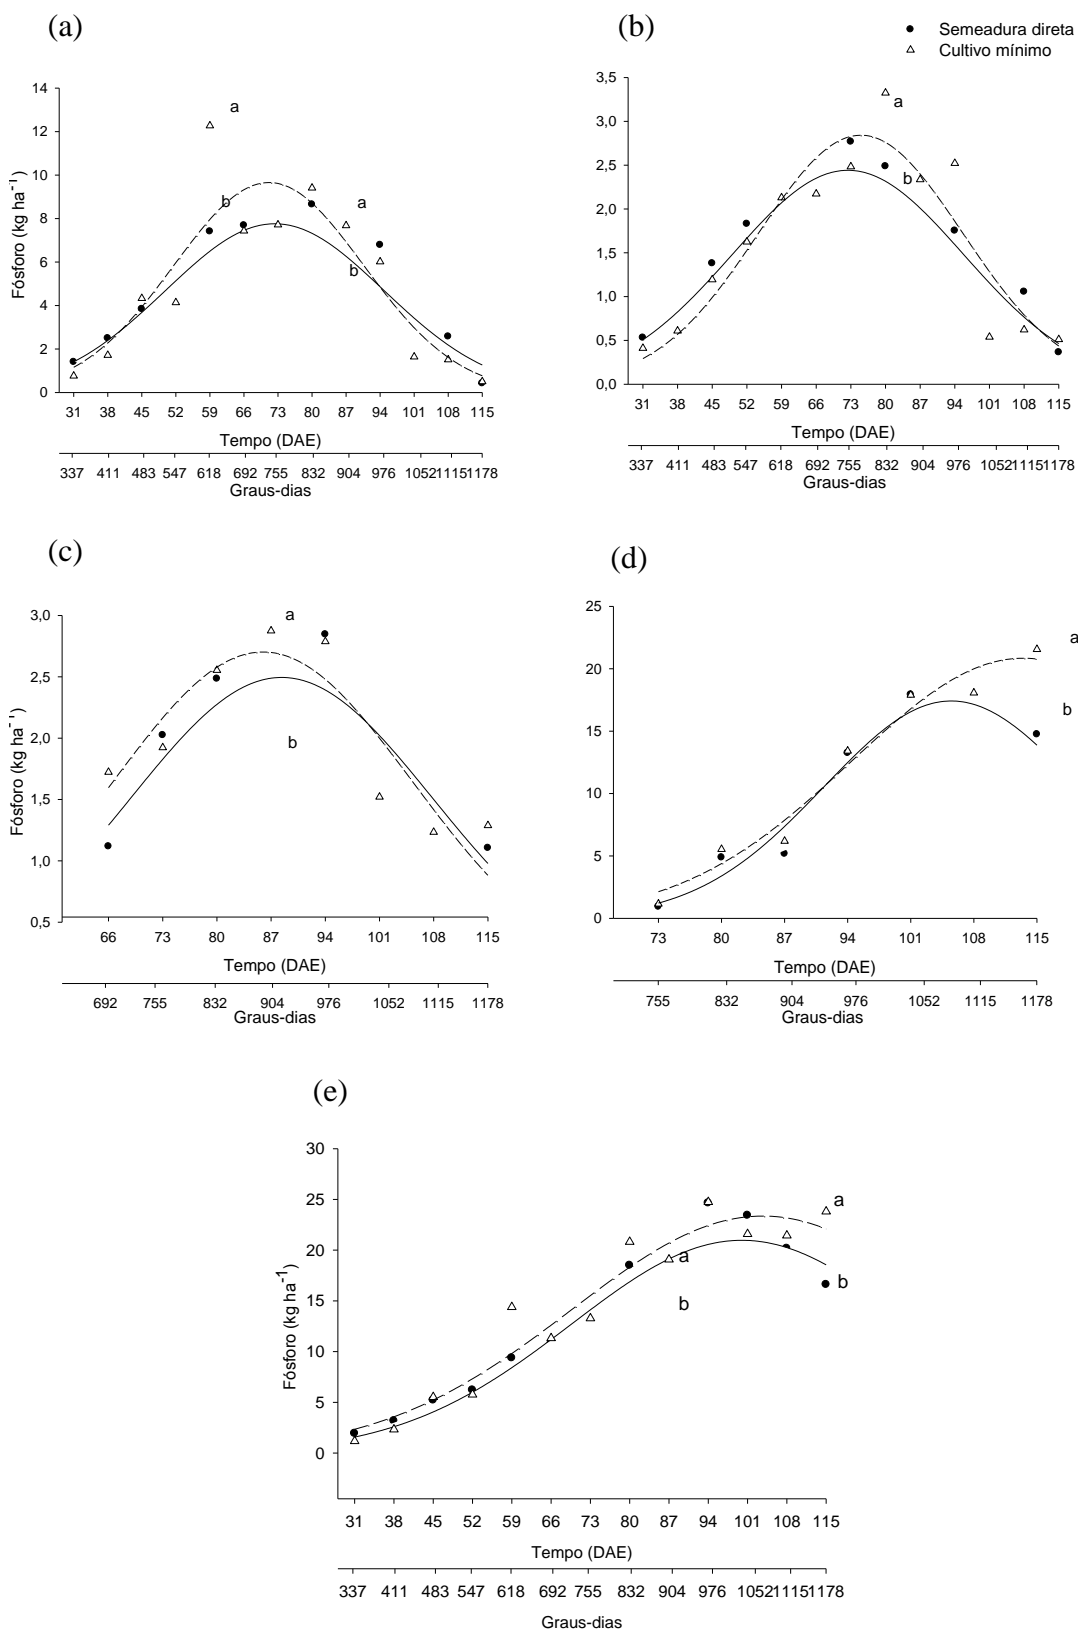 (a)
(b)
Semeadura direta
Cultivo mínimo
14
12
10
8
6
4
2
0
Fósforo (kg ha⁻¹)
a
b
a
b
31 38 45 52 59 66 73 80 87 94 101 108 115
Tempo (DAE)
337 411 483 547 618 692 755 832 904 976 1052 1115 1178
Graus-dias
3,5
3,0
2,5
2,0
1,5
1,0
0,5
0,0
a
b
31 38 45 52 59 66 73 80 87 94 101 108 115
Tempo (DAE)
337 411 483 547 618 692 755 832 904 976 1052 1115 1178
Graus-dias
(c)
(d)
3,0
2,5
2,0
1,5
1,0
0,5
Fósforo (kg ha⁻¹)
a
b
66 73 80 87 94 101 108 115
Tempo (DAE)
692 755 832 904 976 1052 1115 1178
Graus-dias
25
20
15
10
5
0
a
b
73 80 87 94 101 108 115
Tempo (DAE)
755 832 904 976 1052 1115 1178
Graus-dias
(e)
30
25
20
15
10
5
0
Fósforo (kg ha⁻¹)
a
a
b
b
31 38 45 52 59 66 73 80 87 94 101 108 115
Tempo (DAE)
337 411 483 547 618 692 755 832 904 976 1052 1115 1178
Graus-dias